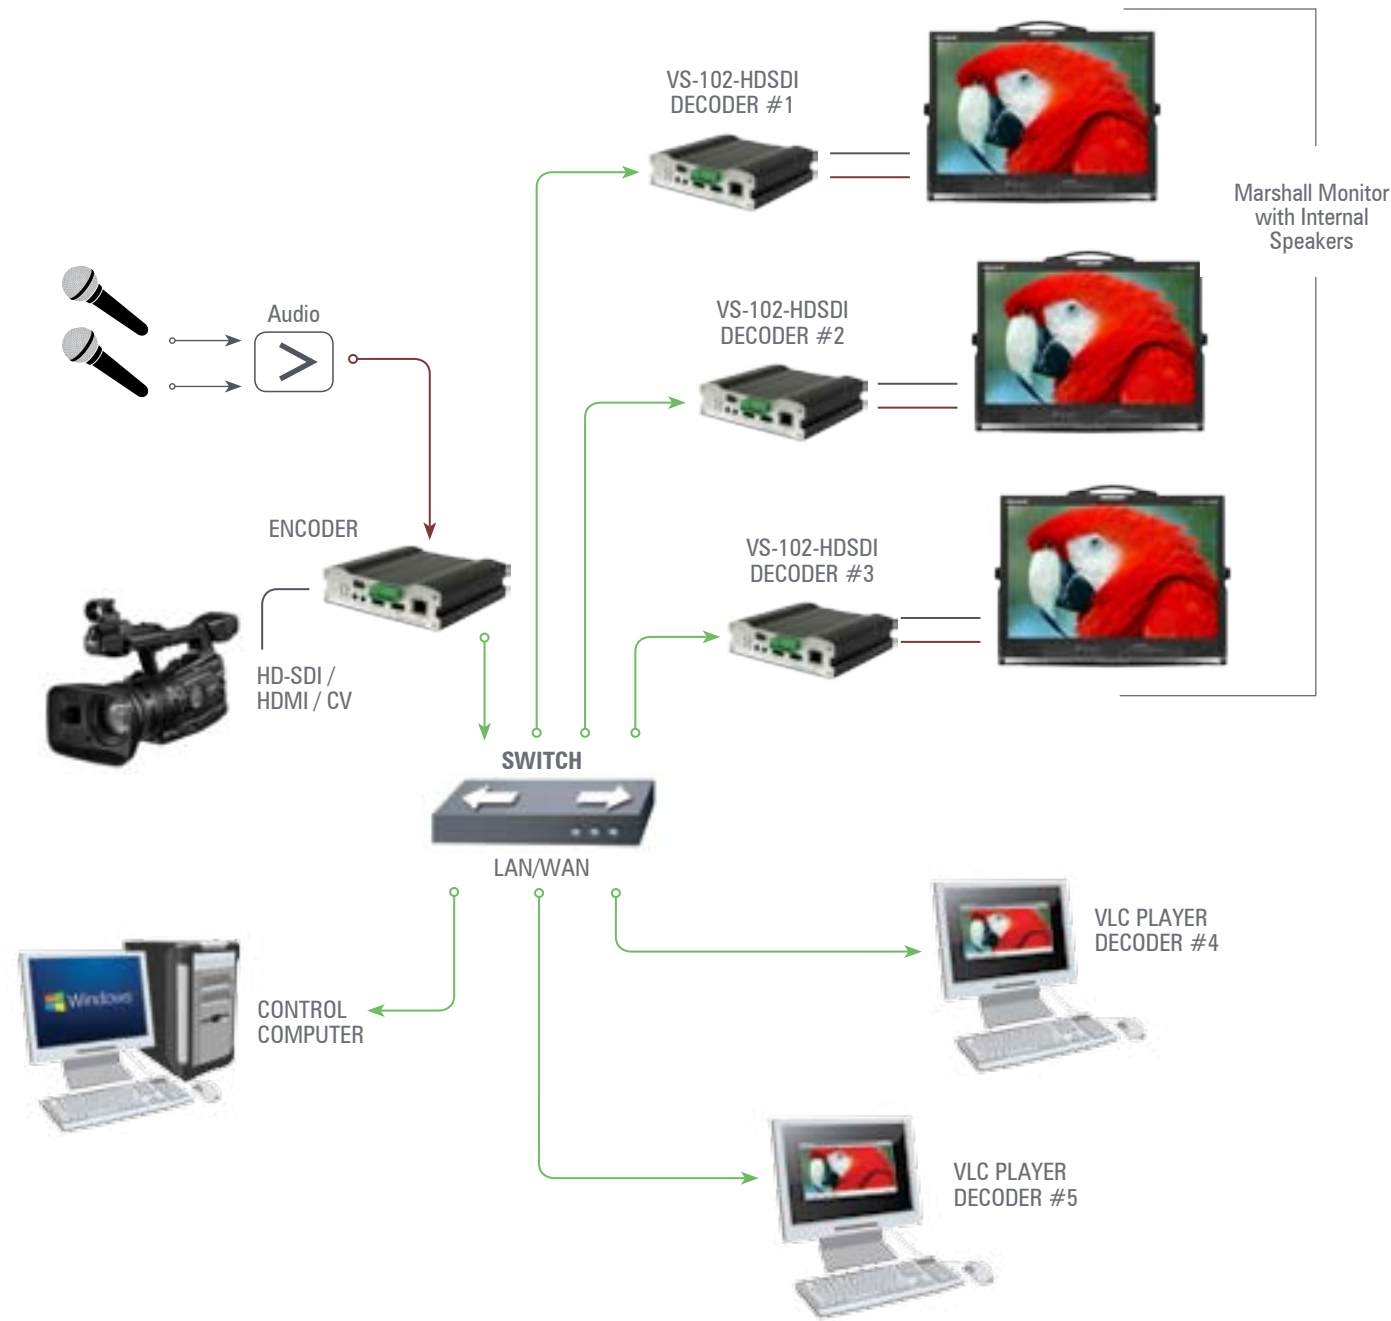 VS-102-HDSDI
DECODER #1
Marshall Monitor
with Internal
Speakers
Audio
VS-102-HDSDI
DECODER #2
ENCODER
VS-102-HDSDI
DECODER #3
HD-SDI /
HDMI / CV
SWITCH
LAN/WAN
VLC PLAYER
DECODER #4
Windows
CONTROL
COMPUTER
VLC PLAYER
DECODER #5